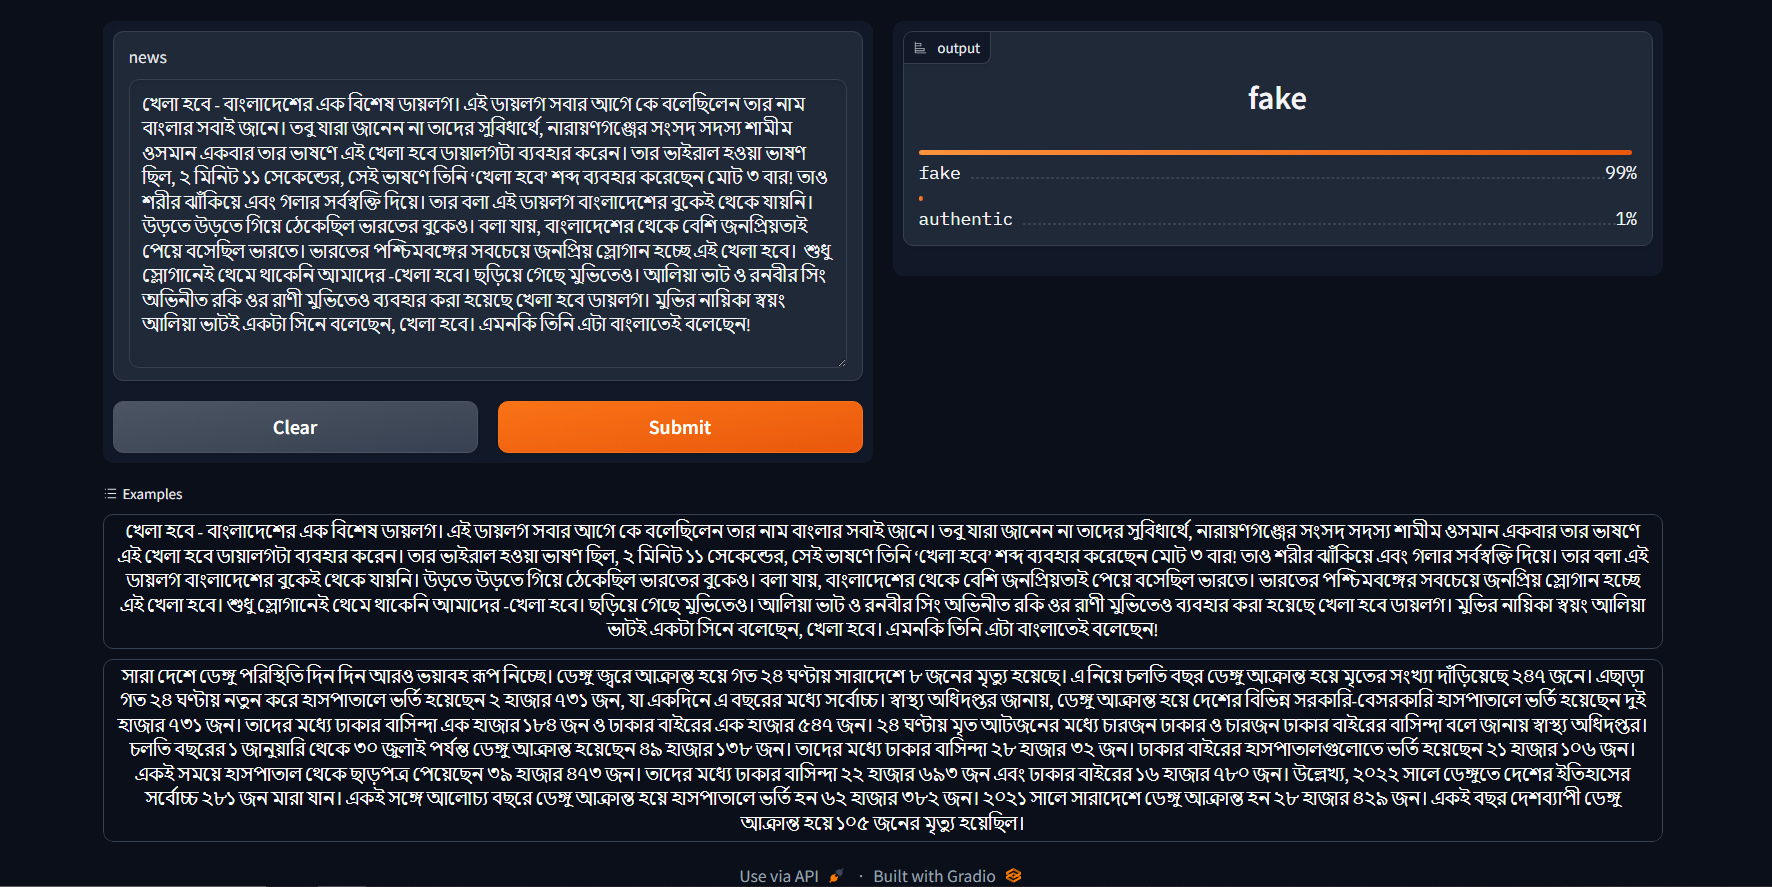 news
খেলা হবে - বাংলাদেশের এক বিশেষ ডায়লগ। এই ডায়লগ সবার আগে কে বলেছিলেন তার নাম
বাংলার সবাই জানে। তবু যারা জানেন না তাদের সুবিধার্থে, নারায়ণগঞ্জের সংসদ সদস্য শামীম
ওসমান একবার তার ভাষণে এই খেলা হবে ডায়ালগটা ব্যবহার করেন। তার ভাইরাল হওয়া ভাষণ
ছিল, ২ মিনিট ১১ সেকেন্ডের, সেই ভাষণে তিনি ‘খেলা হবে’ শব্দ ব্যবহার করেছেন মোট ৩ বার! তাও
শরীর ঝাঁকিয়ে এবং গলার সর্বস্বক্তি দিয়ে। তার বলা এই ডায়লগ বাংলাদেশের বুকেই থেকে যায়নি।
উড়তে উড়তে গিয়ে ঠেকেছিল ভারতের বুকেও। বলা যায়, বাংলাদেশের থেকে বেশি জনপ্রিয়তাই
পেয়ে বসেছিল ভারতে। ভারতের পশ্চিমবঙ্গের সবচেয়ে জনপ্রিয় স্লোগান হচ্ছে এই খেলা হবে। শুধু
স্লোগানেই থেমে থাকেনি আমাদের -খেলা হবে। ছড়িয়ে গেছে মুভিতেও। আলিয়া ভাট ও রনবীর সিং
অভিনীত রকি ওর রাণী মুভিতেও ব্যবহার করা হয়েছে খেলা হবে ডায়লগ। মুভির নায়িকা স্বয়ং
আলিয়া ভাটই একটা সিনে বলেছেন, খেলা হবে। এমনকি তিনি এটা বাংলাতেই বলেছেন!
Clear
Submit
output
fake
fake 99%
authentic 1%
Examples
খেলা হবে - বাংলাদেশের এক বিশেষ ডায়লগ। এই ডায়লগ সবার আগে কে বলেছিলেন তার নাম বাংলার সবাই জানে। তবু যারা জানেন না তাদের সুবিধার্থে, নারায়ণগঞ্জের সংসদ সদস্য শামীম ওসমান একবার তার ভাষণে
এই খেলা হবে ডায়ালগটা ব্যবহার করেন। তার ভাইরাল হওয়া ভাষণ ছিল, ২ মিনিট ১১ সেকেন্ডের, সেই ভাষণে তিনি ‘খেলা হবে’ শব্দ ব্যবহার করেছেন মোট ৩ বার! তাও শরীর ঝাঁকিয়ে এবং গলার সর্বস্বক্তি দিয়ে। তার বলা এই
ডায়লগ বাংলাদেশের বুকেই থেকে যায়নি। উড়তে উড়তে গিয়ে ঠেকেছিল ভারতের বুকেও। বলা যায়, বাংলাদেশের থেকে বেশি জনপ্রিয়তাই পেয়ে বসেছিল ভারতে। ভারতের পশ্চিমবঙ্গের সবচেয়ে জনপ্রিয় স্লোগান হচ্ছে
এই খেলা হবে। শুধু স্লোগানেই থেমে থাকেনি আমাদের -খেলা হবে। ছড়িয়ে গেছে মুভিতেও। আলিয়া ভাট ও রনবীর সিং অভিনীত রকি ওর রাণী মুভিতেও ব্যবহার করা হয়েছে খেলা হবে ডায়লগ। মুভির নায়িকা স্বয়ং আলিয়া
ভাটই একটা সিনে বলেছেন, খেলা হবে। এমনকি তিনি এটা বাংলাতেই বলেছেন!
সারা দেশে ডেঙ্গু পরিস্থিতি দিন দিন আরও ভয়াবহ রূপ নিচ্ছে। ডেঙ্গু জ্বরে আক্রান্ত হয়ে গত ২৪ ঘণ্টায় সারাদেশে ৮ জনের মৃত্যু হয়েছে। এ নিয়ে চলতি বছর ডেঙ্গু আক্রান্ত হয়ে মৃতের সংখ্যা দাঁড়িয়েছে ২৪৭ জনে। এছাড়া
গত ২৪ ঘণ্টায় নতুন করে হাসপাতালে ভর্তি হয়েছেন ২ হাজার ৭৩১ জন, যা একদিনে এ বছরের মধ্যে সর্বোচ্চ। স্বাস্থ্য অধিদপ্তর জানায়, ডেঙ্গু আক্রান্ত হয়ে দেশের বিভিন্ন সরকারি-বেসরকারি হাসপাতালে ভর্তি হয়েছেন দুই
হাজার ৭৩১ জন। তাদের মধ্যে ঢাকার বাসিন্দা এক হাজার ১৮৪ জন ও ঢাকার বাইরের এক হাজার ৫৪৭ জন। ২৪ ঘণ্টায় মৃত আটজনের মধ্যে চারজন ঢাকার ও চারজন ঢাকার বাইরের বাসিন্দা বলে জানায় স্বাস্থ্য অধিদপ্তর।
চলতি বছরের ১ জানুয়ারি থেকে ৩০ জুলাই পর্যন্ত ডেঙ্গু আক্রান্ত হয়েছেন ৪৯ হাজার ১৩৮ জন। তাদের মধ্যে ঢাকার বাসিন্দা ২৮ হাজার ৩২ জন। ঢাকার বাইরের হাসপাতালগুলোতে ভর্তি হয়েছেন ২১ হাজার ১০৬ জন।
একই সময়ে হাসপাতাল থেকে ছাড়পত্র পেয়েছেন ৩৯ হাজার ৪৭৩ জন। তাদের মধ্যে ঢাকার বাসিন্দা ২২ হাজার ৬৯৩ জন এবং ঢাকার বাইরের ১৬ হাজার ৭৮০ জন। উল্লেখ্য, ২০২২ সালে ডেঙ্গুতে দেশের ইতিহাসের
সর্বোচ্চ ২৮১ জন মারা যান। একই সঙ্গে আলোচ্য বছরে ডেঙ্গু আক্রান্ত হয়ে হাসপাতালে ভর্তি হন ৬২ হাজার ৩৮২ জন। ২০২১ সালে সারাদেশে ডেঙ্গু আক্রান্ত হন ২৮ হাজার ৪২৯ জন। একই বছর দেশব্যাপী ডেঙ্গু
আক্রান্ত হয়ে ১০৫ জনের মৃত্যু হয়েছিল।
Use via API · Built with Gradio